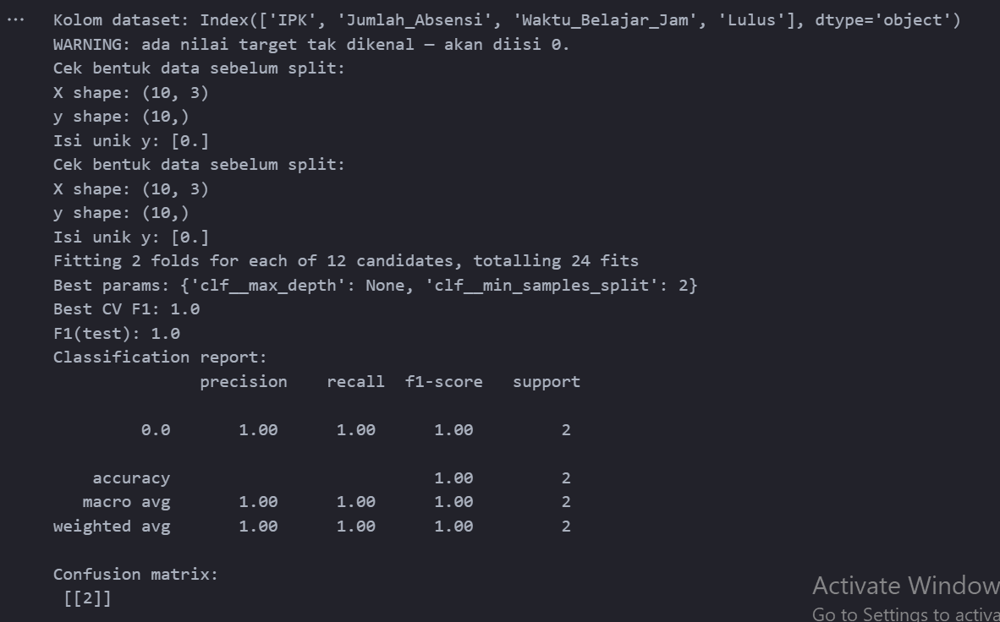 ... Kolom dataset: Index(['IPK', 'Jumlah_Absensi', 'Waktu_Belajar_Jam', 'Lulus'], dtype='object')
WARNING: ada nilai target tak dikenal — akan diisi 0.
Cek bentuk data sebelum split:
X shape: (10, 3)
y shape: (10,)
Isi unik y: [0.]
Cek bentuk data sebelum split:
X shape: (10, 3)
y shape: (10,)
Isi unik y: [0.]
Fitting 2 folds for each of 12 candidates, totalling 24 fits
Best params: {'clf__max_depth': None, 'clf__min_samples_split': 2}
Best CV F1: 1.0
F1(test): 1.0
Classification report:
precision recall f1-score support
0.0 1.00 1.00 1.00 2
accuracy 1.00 2
macro avg 1.00 1.00 1.00 2
weighted avg 1.00 1.00 1.00 2
Confusion matrix:
[[2]]
Activate Window
Go to Settings to activa